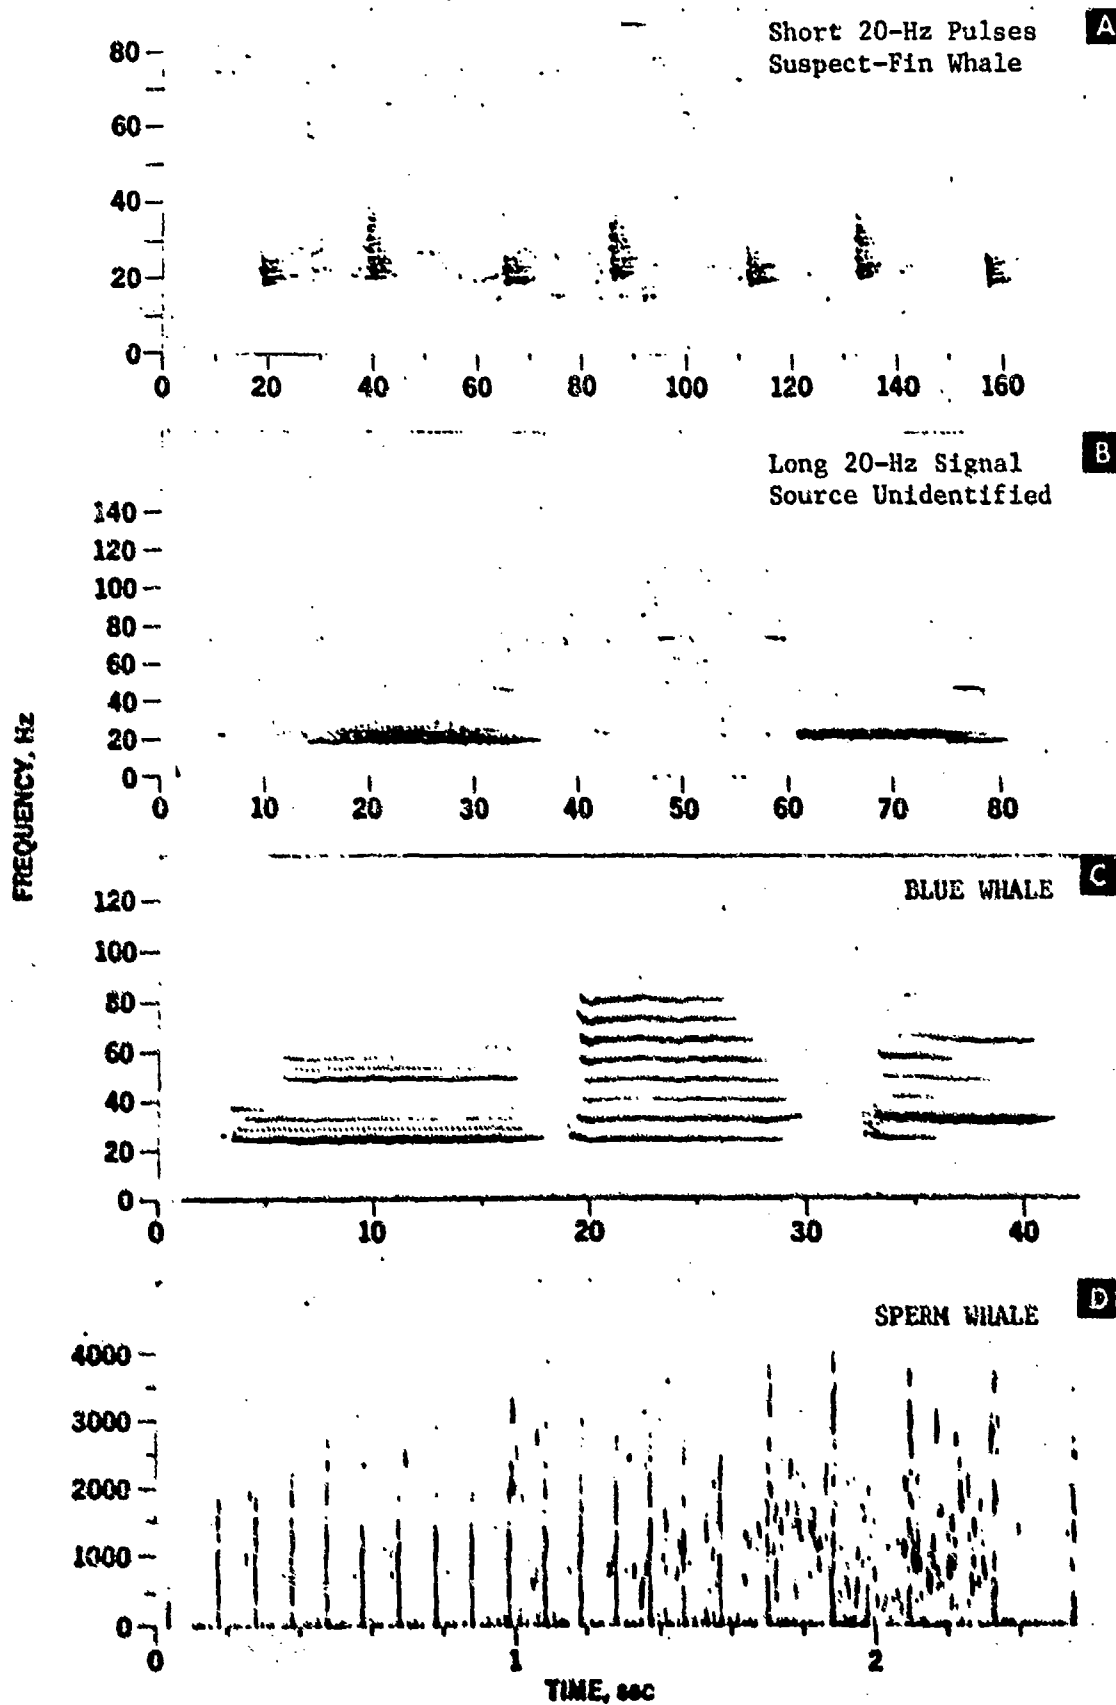 A
Short 20-Hz Pulses
Suspect-Fin Whale
80
60
40
20
0
0 20 40 60 80 100 120 140 160
B
Long 20-Hz Signal
Source Unidentified
140
120
100
80
60
40
20
0
0 10 20 30 40 50 60 70 80
FREQUENCY, Hz
C
BLUE WHALE
120
100
80
60
40
20
0
0 10 20 30 40
D
SPERM WHALE
4000
3000
2000
1000
0
0 1 2
TIME, sec